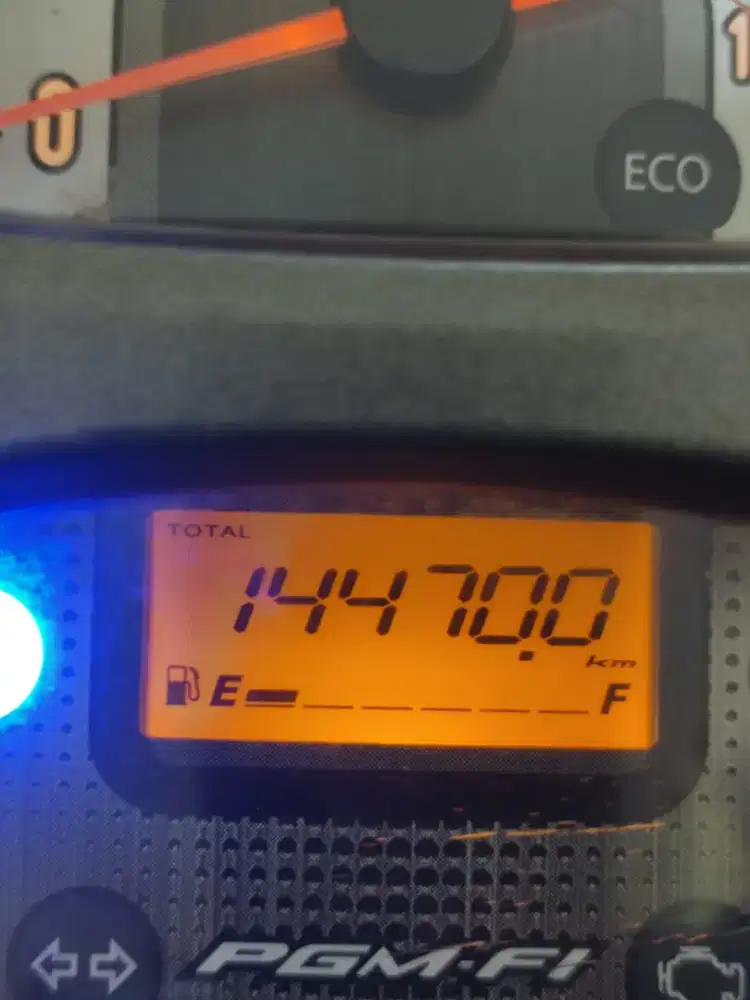 0
ECO
TOTAL
14470.0
km
E F
PGM-FI